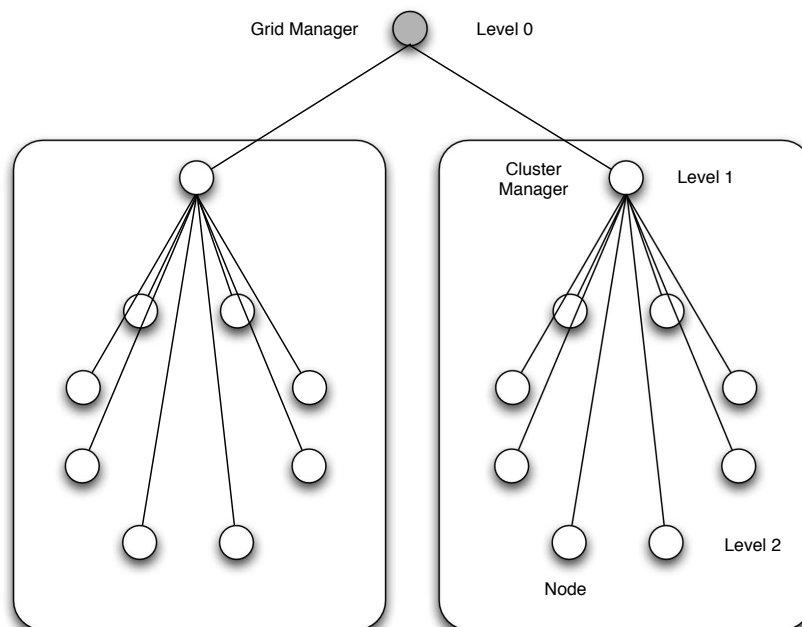 Grid Manager
Level 0
Cluster
Manager
Level 1
Level 2
Node